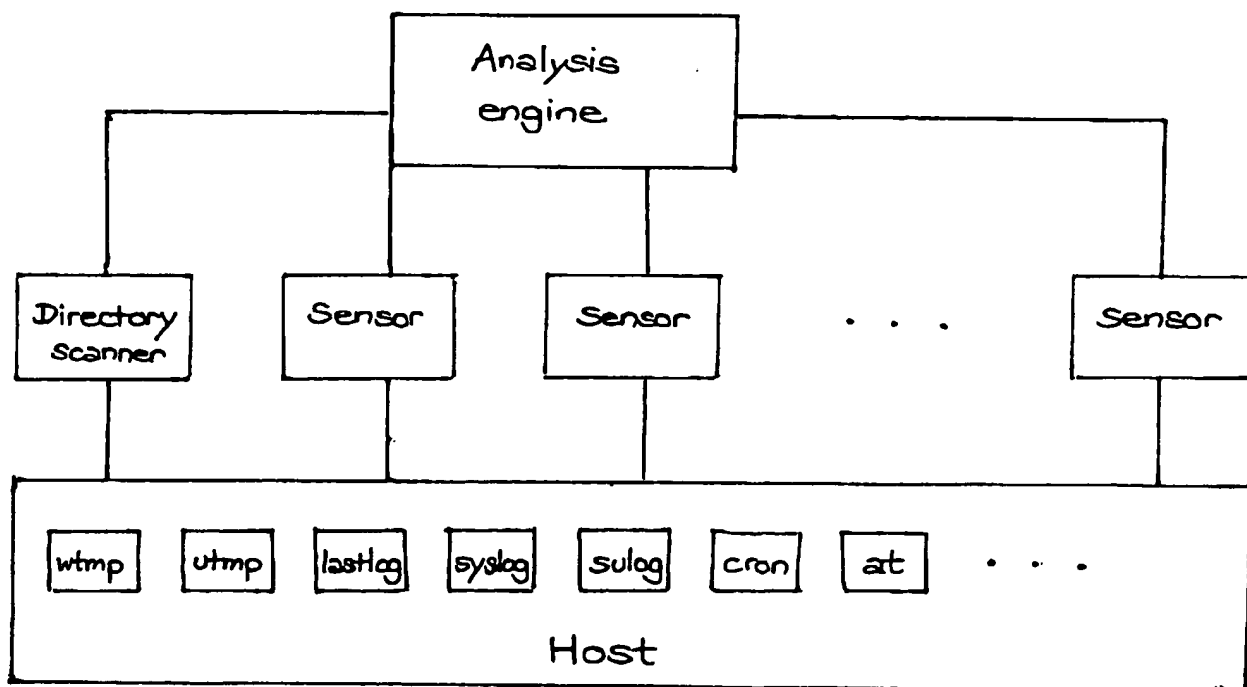 Analysis
engine
Directory
scanner
Sensor
Sensor
. . .
Sensor
wtmp
utmp
lastlog
syslog
sulog
cron
at
. . .
Host